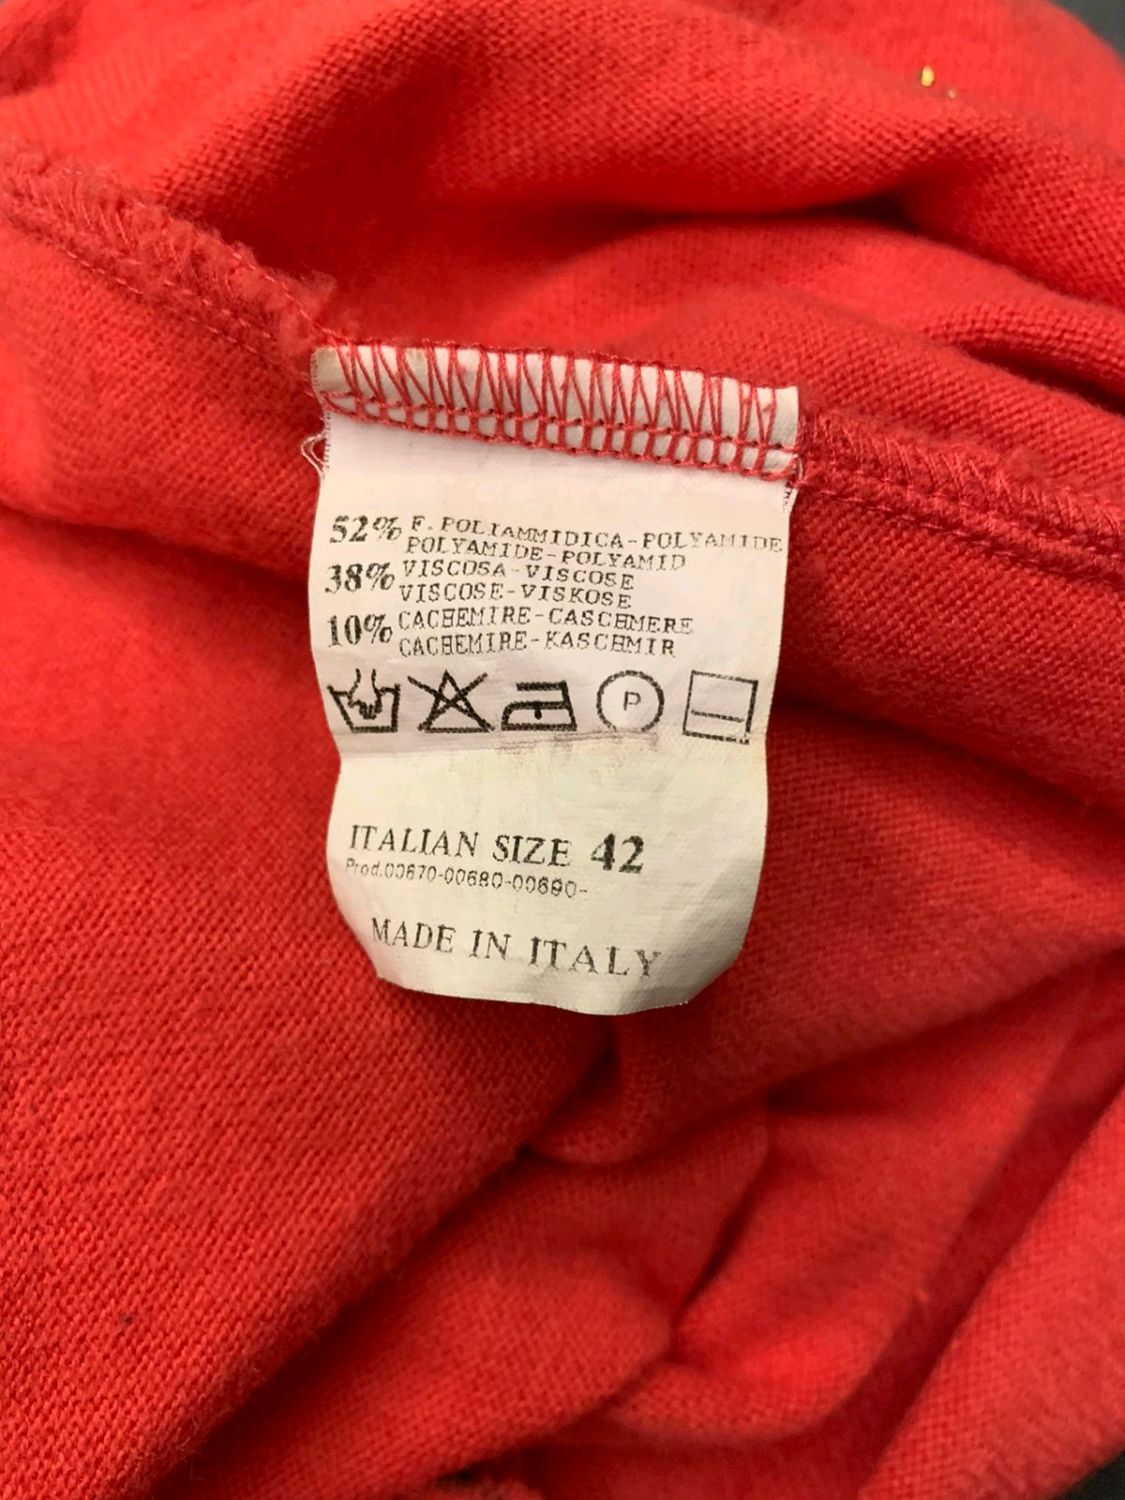 52% F. POLIAMMIDICA-POLYAMIDE
POLYAMIDE-POLYAMID
38% VISCOSA-VISCOSE
VISCOSE-VISKOSE
10% CACHEMIRE-CASCHMERE
CACHEMIRE-KASCHMIR
P
ITALIAN SIZE 42
Prod.00670-00680-00690-
MADE IN ITALY